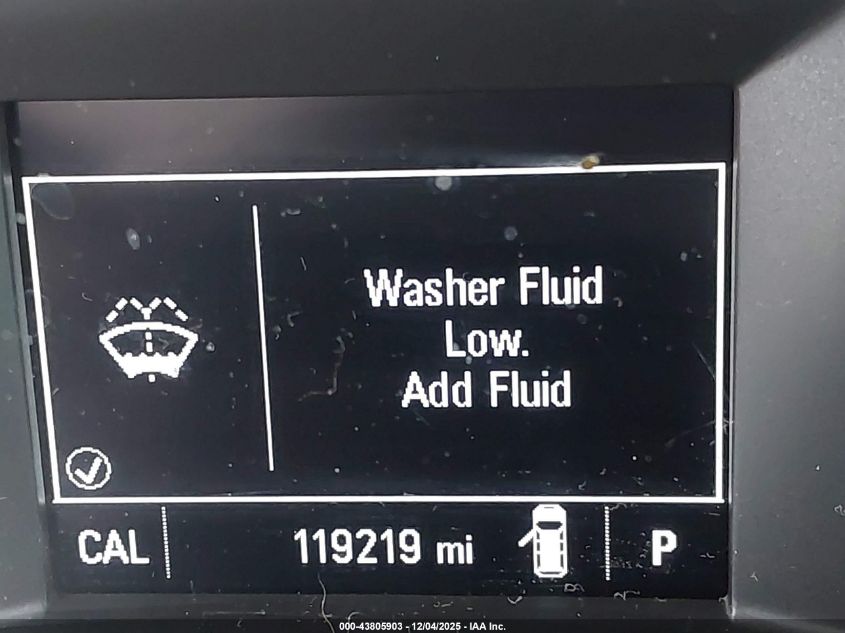 Washer Fluid
Low.
Add Fluid
CAL 119219 mi P
000-43805903 - 12/04/2025 - IAA Inc.